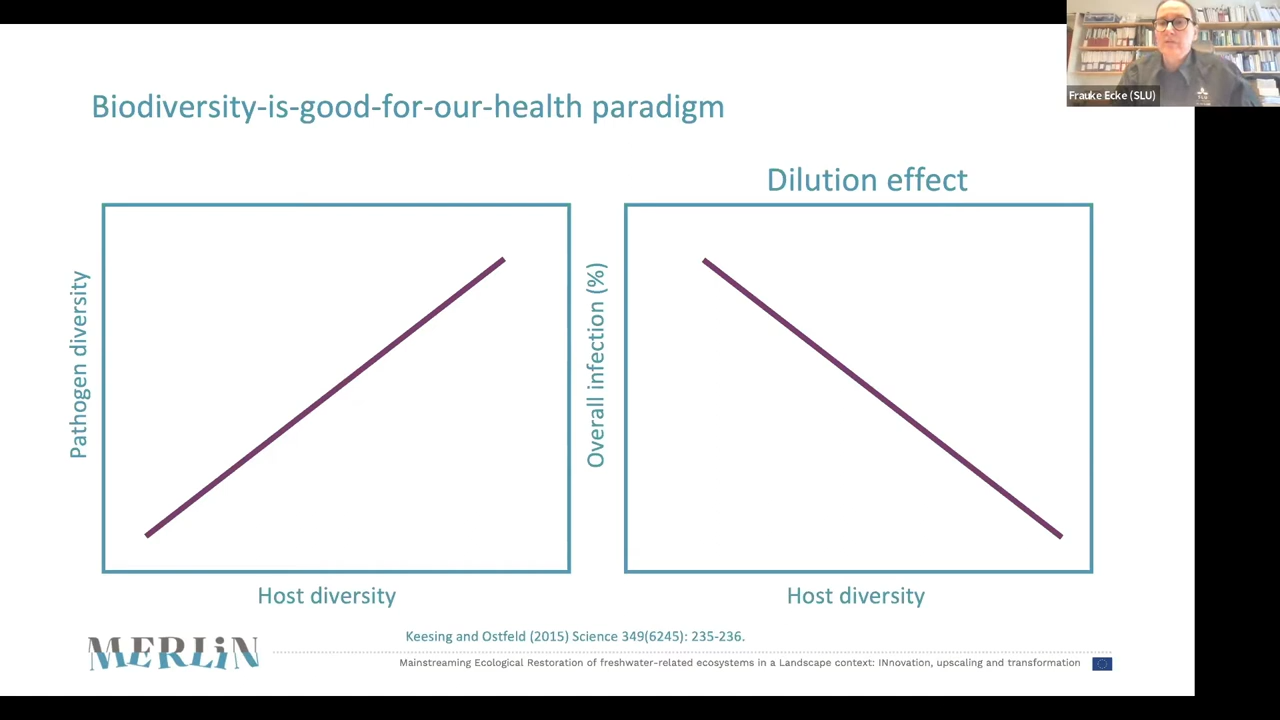 Frauke Ecke (SLU)
Biodiversity-is-good-for-our-health paradigm
Dilution effect
Pathogen diversity
Overall infection (%)
Host diversity
Host diversity
Keesing and Ostfeld (2015) Science 349(6245): 235-236.
MERLiN
Mainstreaming Ecological Restoration of freshwater-related ecosystems in a Landscape context: INnovation, upscaling and transformation